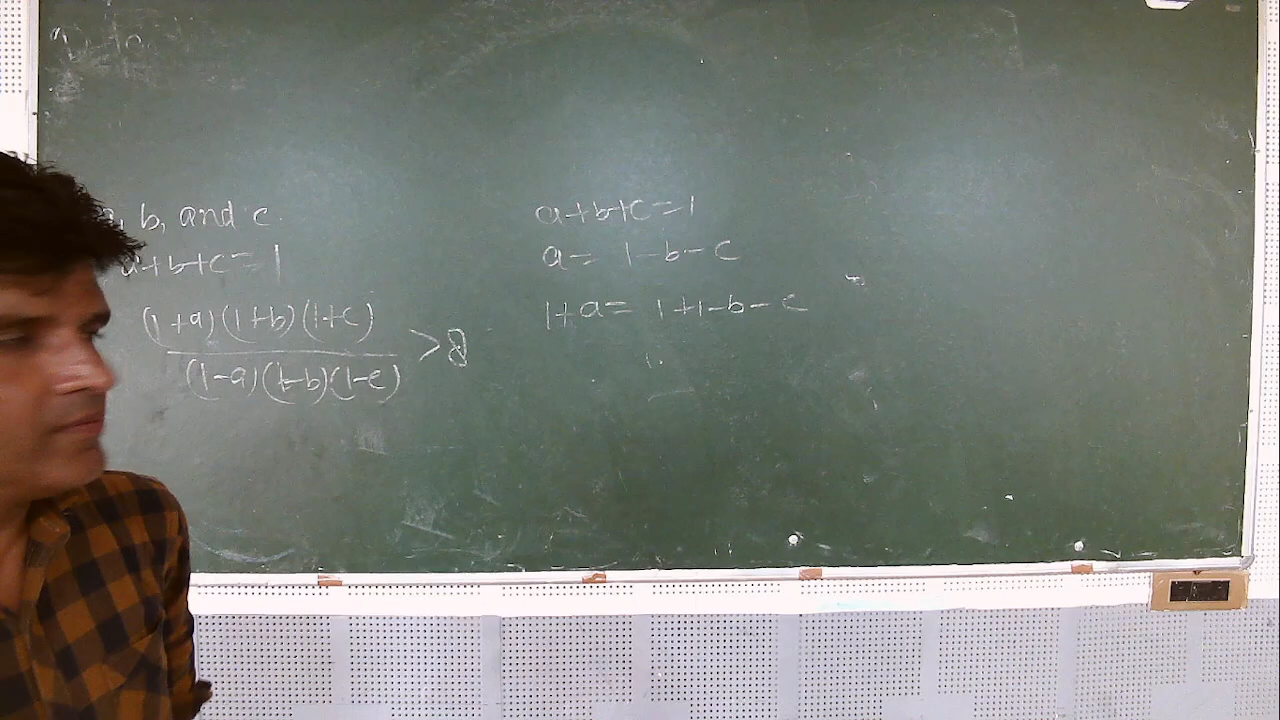 b, and c.
a+b+c=1
(1+a)(1+b)(1+c)
(1-a)(1-b)(1-c)
>8
a+b+c=1
a= 1-b-c
1+a= 1+1-b-c